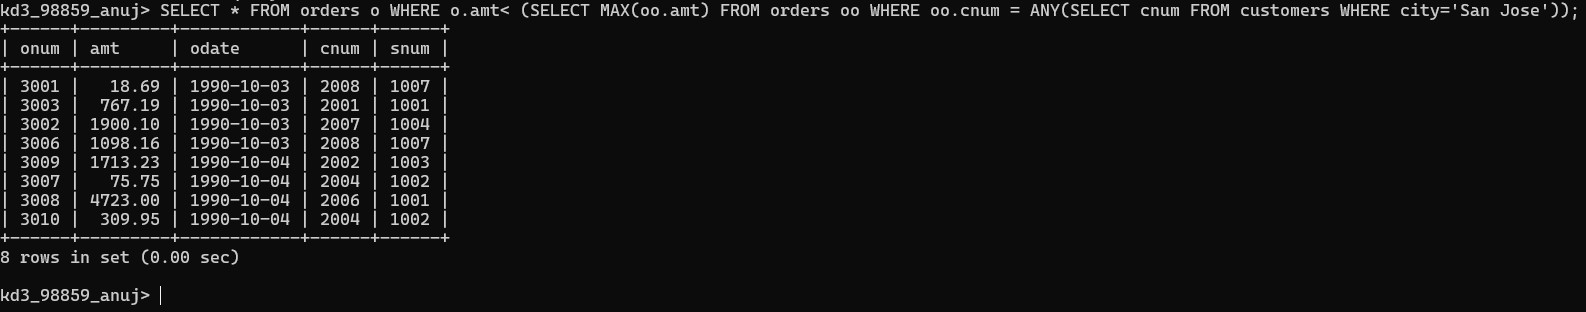 kd3_98859_anuj> SELECT * FROM orders o WHERE o.amt< (SELECT MAX(oo.amt) FROM orders oo WHERE oo.cnum = ANY(SELECT cnum FROM customers WHERE city='San Jose'));
+------+---------+------------+------+------+
| onum | amt     | odate      | cnum | snum |
+------+---------+------------+------+------+
| 3001 |   18.69 | 1990-10-03 | 2008 | 1007 |
| 3003 |  767.19 | 1990-10-03 | 2001 | 1001 |
| 3002 | 1900.10 | 1990-10-03 | 2007 | 1004 |
| 3006 | 1098.16 | 1990-10-03 | 2008 | 1007 |
| 3009 | 1713.23 | 1990-10-04 | 2002 | 1003 |
| 3007 |   75.75 | 1990-10-04 | 2004 | 1002 |
| 3008 | 4723.00 | 1990-10-04 | 2006 | 1001 |
| 3010 |  309.95 | 1990-10-04 | 2004 | 1002 |
+------+---------+------------+------+------+
8 rows in set (0.00 sec)
kd3_98859_anuj>